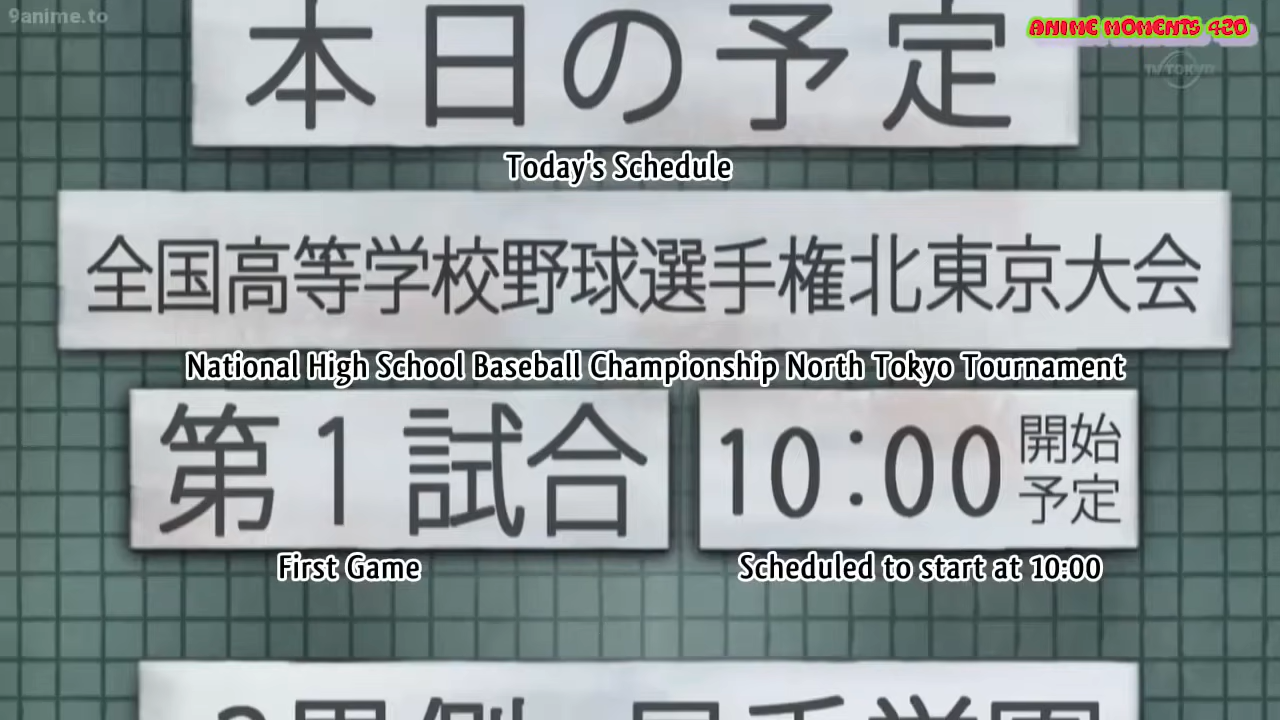 9anime.to
ANIME MOMENTS 420
TV TOKYO
本日の予定
Today's Schedule
全国高等学校野球選手権北東京大会
National High School Baseball Championship North Tokyo Tournament
第1試合
10:00 開始
予定
First Game
Scheduled to start at 10:00